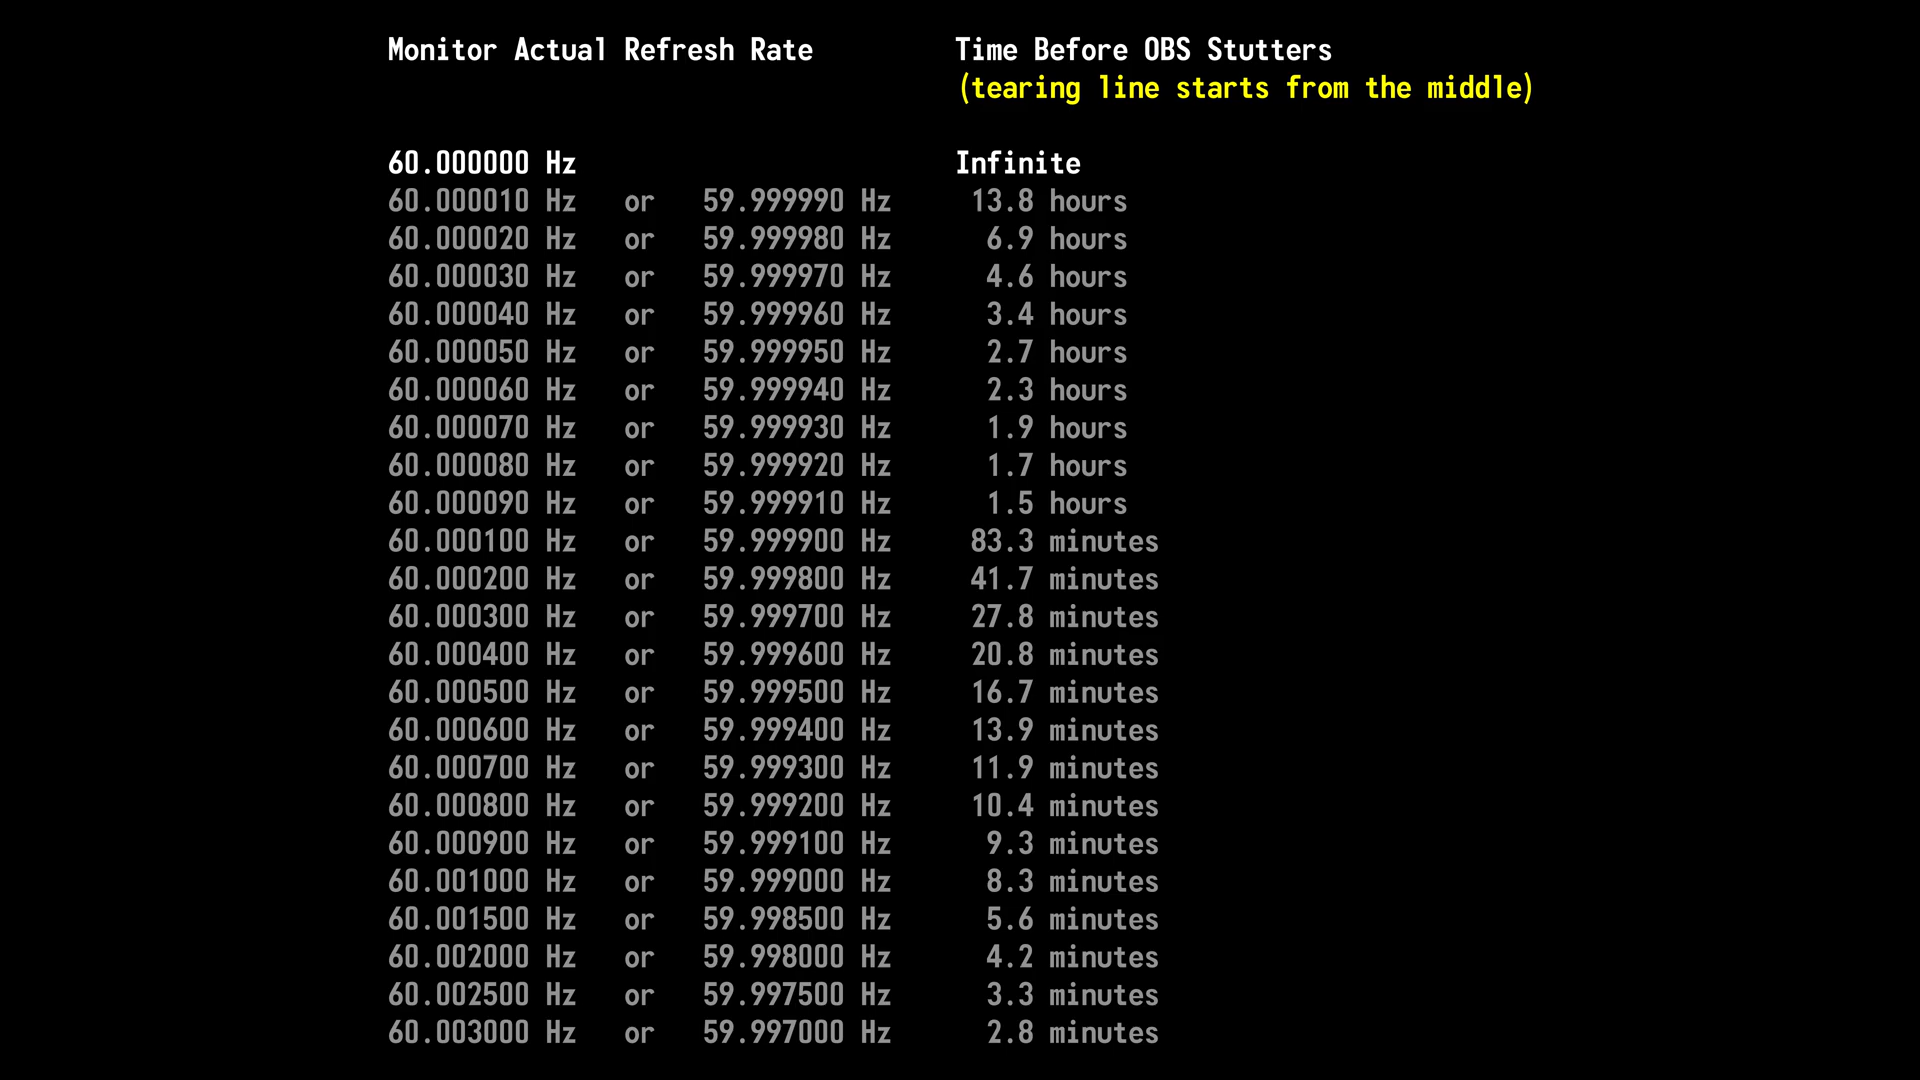 Monitor Actual Refresh Rate Time Before OBS Stutters
(tearing line starts from the middle)
60.000000 Hz Infinite
60.000010 Hz or 59.999990 Hz 13.8 hours
60.000020 Hz or 59.999980 Hz 6.9 hours
60.000030 Hz or 59.999970 Hz 4.6 hours
60.000040 Hz or 59.999960 Hz 3.4 hours
60.000050 Hz or 59.999950 Hz 2.7 hours
60.000060 Hz or 59.999940 Hz 2.3 hours
60.000070 Hz or 59.999930 Hz 1.9 hours
60.000080 Hz or 59.999920 Hz 1.7 hours
60.000090 Hz or 59.999910 Hz 1.5 hours
60.000100 Hz or 59.999900 Hz 83.3 minutes
60.000200 Hz or 59.999800 Hz 41.7 minutes
60.000300 Hz or 59.999700 Hz 27.8 minutes
60.000400 Hz or 59.999600 Hz 20.8 minutes
60.000500 Hz or 59.999500 Hz 16.7 minutes
60.000600 Hz or 59.999400 Hz 13.9 minutes
60.000700 Hz or 59.999300 Hz 11.9 minutes
60.000800 Hz or 59.999200 Hz 10.4 minutes
60.000900 Hz or 59.999100 Hz 9.3 minutes
60.001000 Hz or 59.999000 Hz 8.3 minutes
60.001500 Hz or 59.998500 Hz 5.6 minutes
60.002000 Hz or 59.998000 Hz 4.2 minutes
60.002500 Hz or 59.997500 Hz 3.3 minutes
60.003000 Hz or 59.997000 Hz 2.8 minutes